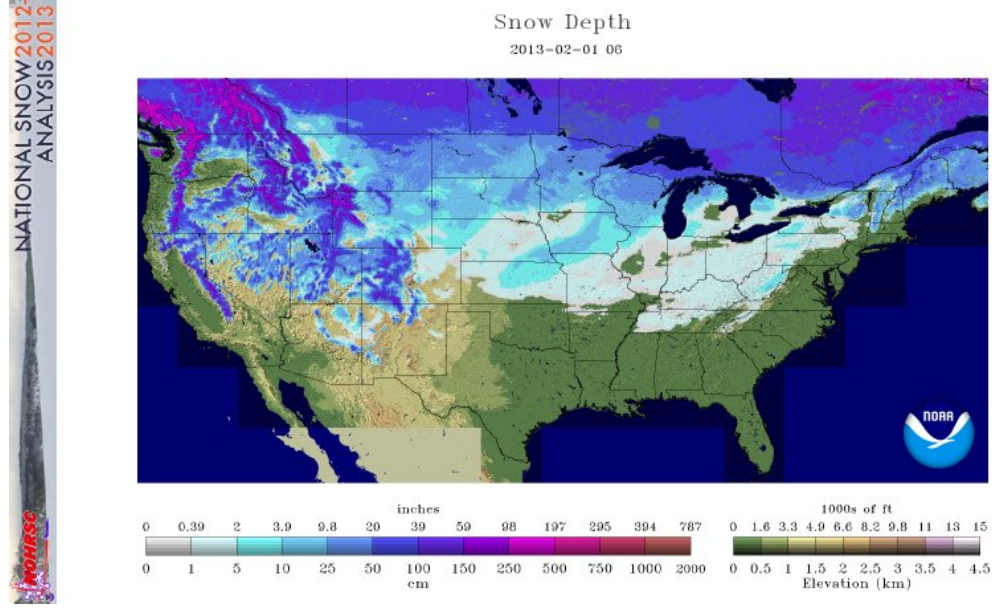 NATIONAL SNOW 2012-
ANALYSIS 2013
NOHRSC
Snow Depth
2013-02-01 06
NOAA
inches
0 0.39 2 3.9 9.8 20 39 59 98 197 295 394 787
0 1 5 10 25 50 100 150 250 500 750 1000 2000
cm
1000s of ft
0 1.6 3.3 4.9 6.6 8.2 9.8 11 13 15
0 0.5 1 1.5 2 2.5 3 3.5 4 4.5
Elevation (km)